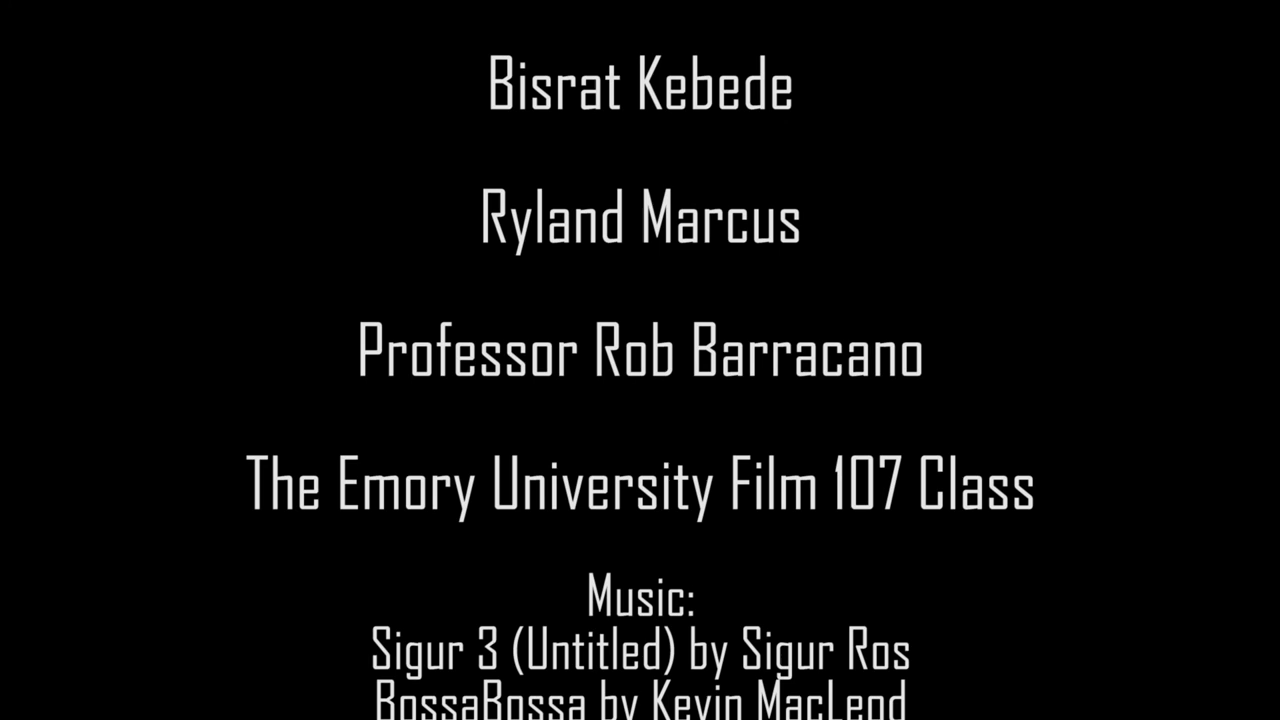 Bisrat Kebede
Ryland Marcus
Professor Rob Barracano
The Emory University Film 107 Class
Music:
Sigur 3 (Untitled) by Sigur Ros
BossaBossa by Kevin MacLeod